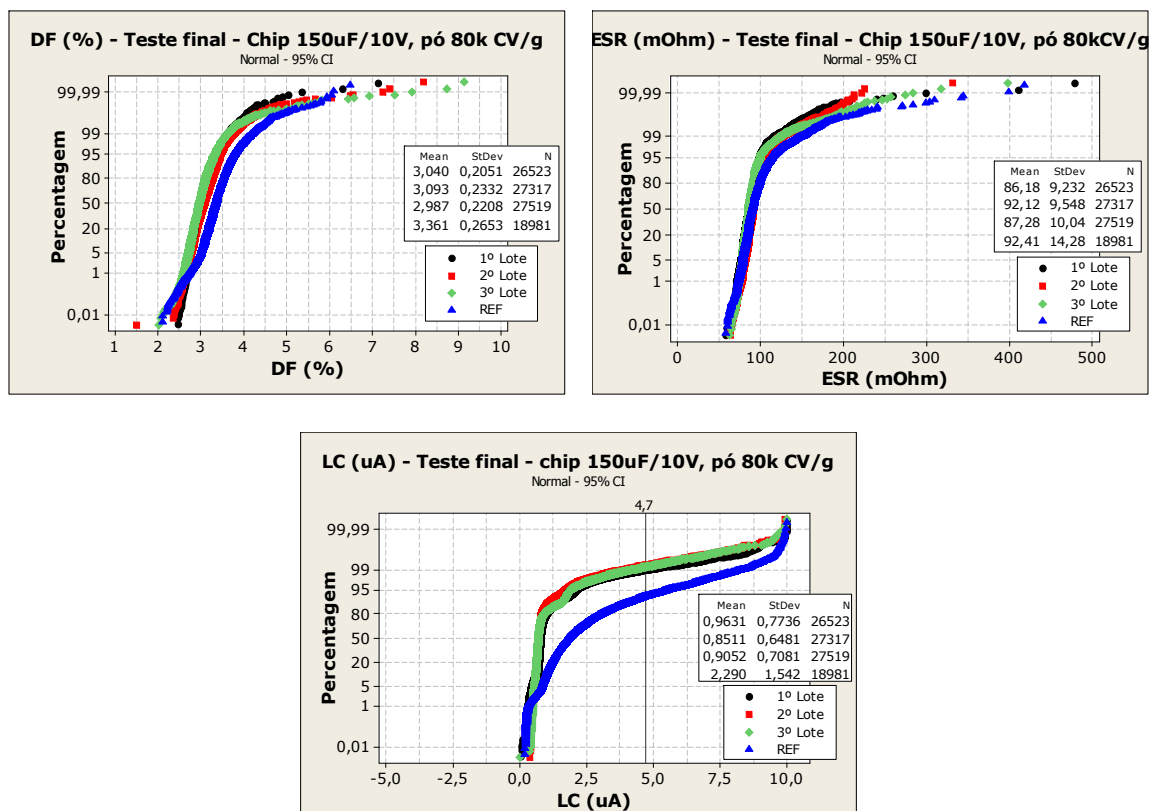 DF (%) - Teste final - Chip 150uF/10V, pó 80k CV/g
Normal - 95% CI
Percentagem
99,99
99
95
80
50
20
5
1
0,01
Mean StDev N
3,040 0,2051 26523
3,093 0,2332 27317
2,987 0,2208 27519
3,361 0,2653 18981
1º Lote
2º Lote
3º Lote
REF
1 2 3 4 5 6 7 8 9 10
DF (%)
ESR (mOhm) - Teste final - Chip 150uF/10V, pó 80kCV/g
Normal - 95% CI
Percentagem
99,99
99
95
80
50
20
5
1
0,01
Mean StDev N
86,18 9,232 26523
92,12 9,548 27317
87,28 10,04 27519
92,41 14,28 18981
1º Lote
2º Lote
3º Lote
REF
0 100 200 300 400 500
ESR (mOhm)
LC (uA) - Teste final - chip 150uF/10V, pó 80k CV/g
Normal - 95% CI
4,7
Percentagem
99,99
99
95
80
50
20
5
1
0,01
Mean StDev N
0,9631 0,7736 26523
0,8511 0,6481 27317
0,9052 0,7081 27519
2,290 1,542 18981
1º Lote
2º Lote
3º Lote
REF
-5,0 -2,5 0,0 2,5 5,0 7,5 10,0
LC (uA)